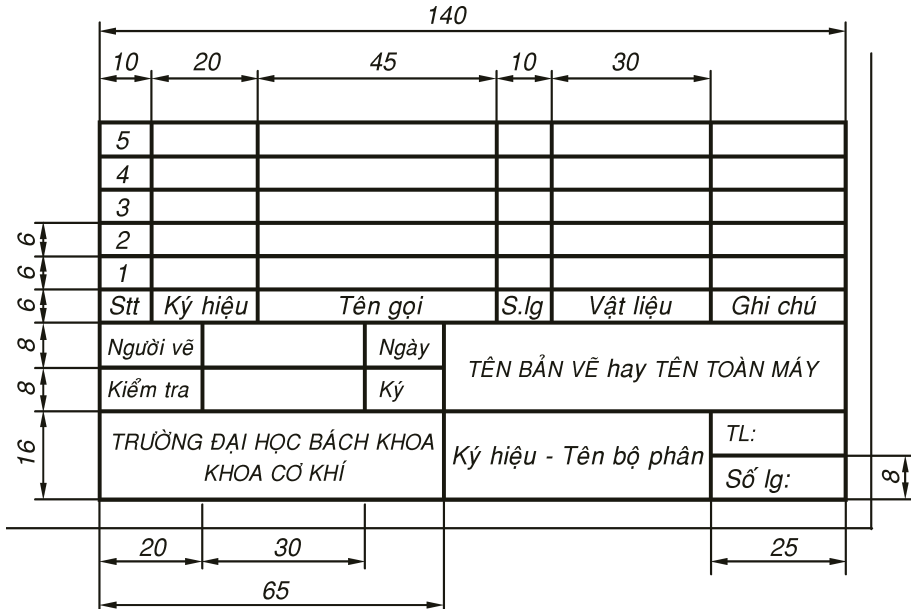 140
10 20 45 10 30
5
4
3
2
1
6
6
6
Stt Ký hiệu Tên gọi S.lg Vật liệu Ghi chú
8
Người vẽ Ngày
TÊN BẢN VẼ hay TÊN TOÀN MÁY
8
Kiểm tra Ký
16
TRƯỜNG ĐẠI HỌC BÁCH KHOA
KHOA CƠ KHÍ
Ký hiệu - Tên bộ phân
TL:
Số lg:
8
20 30 25
65